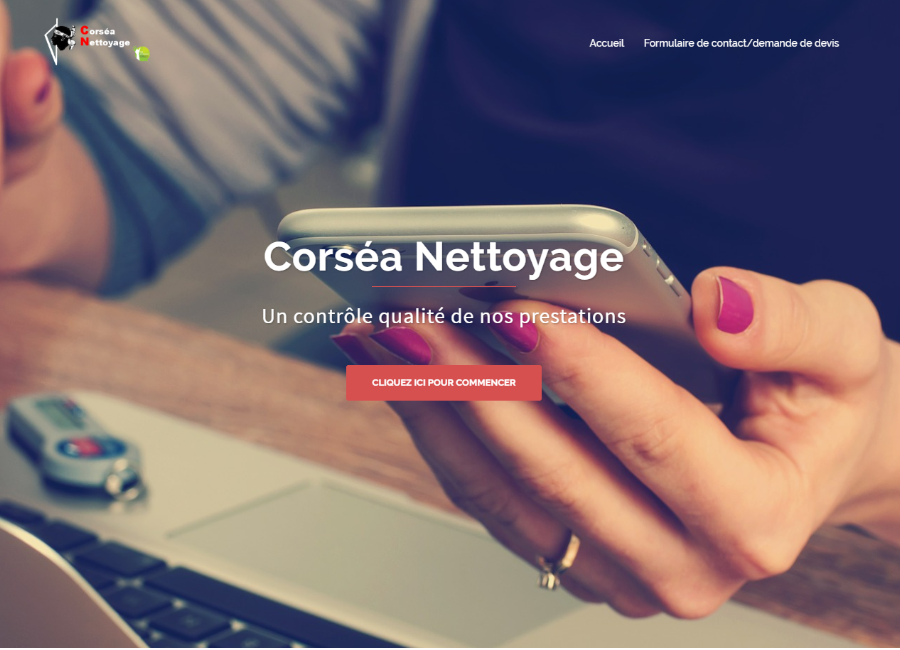 Corséa
Nettoyage
Accueil
Formulaire de contact/demande de devis
Corséa Nettoyage
Un contrôle qualité de nos prestations
CLIQUEZ ICI POUR COMMENCER